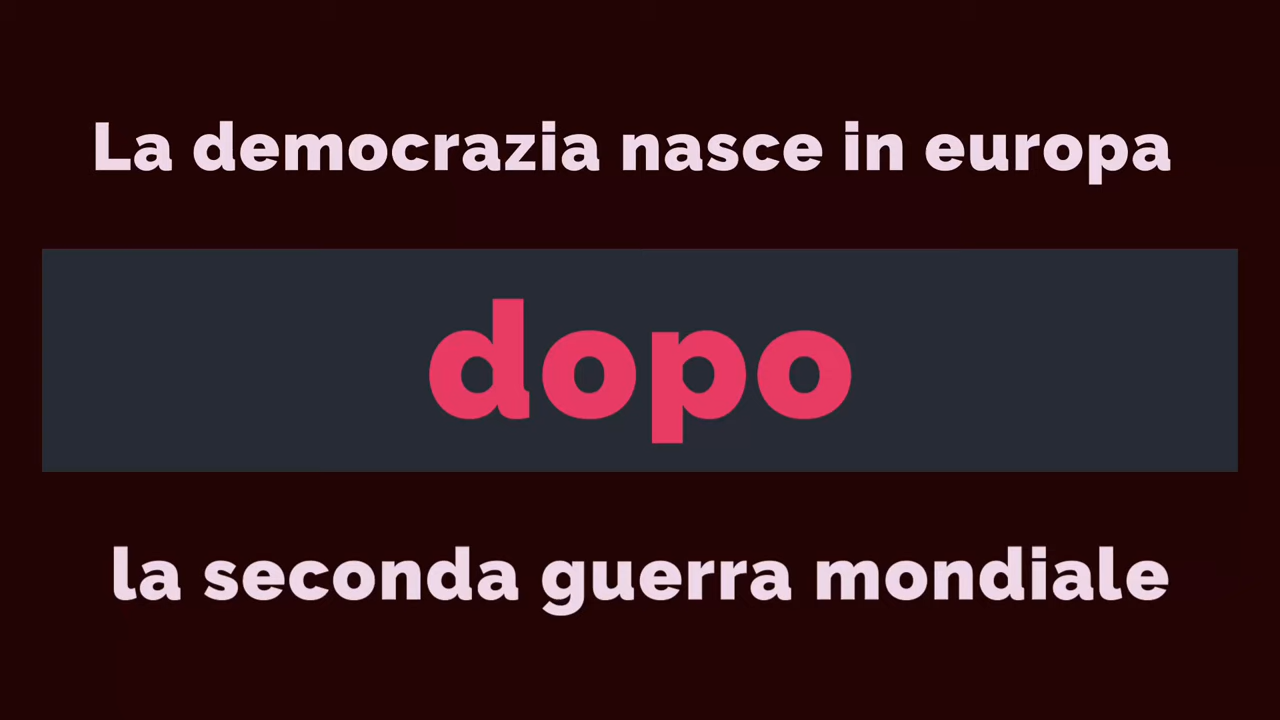 La democrazia nasce in europa
dopo
la seconda guerra mondiale